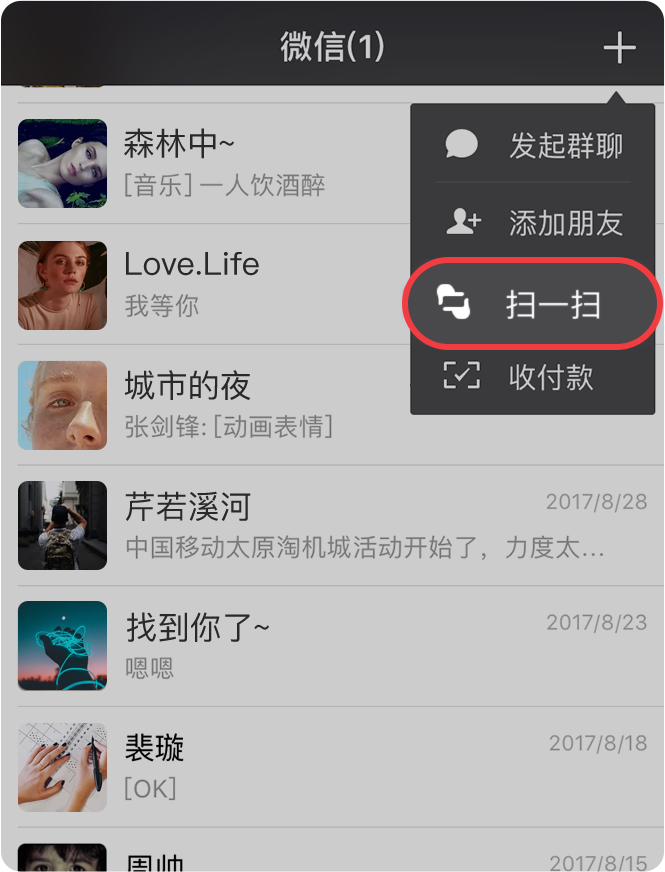 微信(1)
发起群聊
添加朋友
扫一扫
收付款
森林中~
[音乐] 一人饮酒醉
Love.Life
我等你
城市的夜
张剑锋: [动画表情]
芹若溪河
2017/8/28
中国移动太原淘机城活动开始了，力度太...
找到你了~
2017/8/23
嗯嗯
裴璇
2017/8/18
[OK]
周帅
2017/8/15